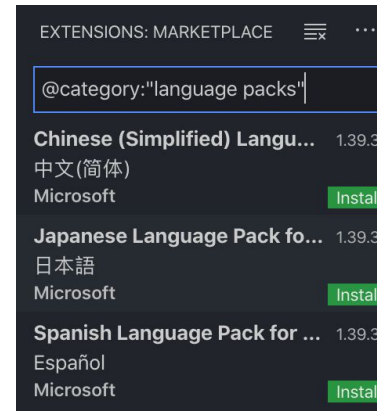 EXTENSIONS: MARKETPLACE
@category:"language packs"
Chinese (Simplified) Langu... 1.39.3
中文(简体)
Microsoft Instal
Japanese Language Pack fo... 1.39.3
日本語
Microsoft Instal
Spanish Language Pack for ... 1.39.3
Español
Microsoft Instal